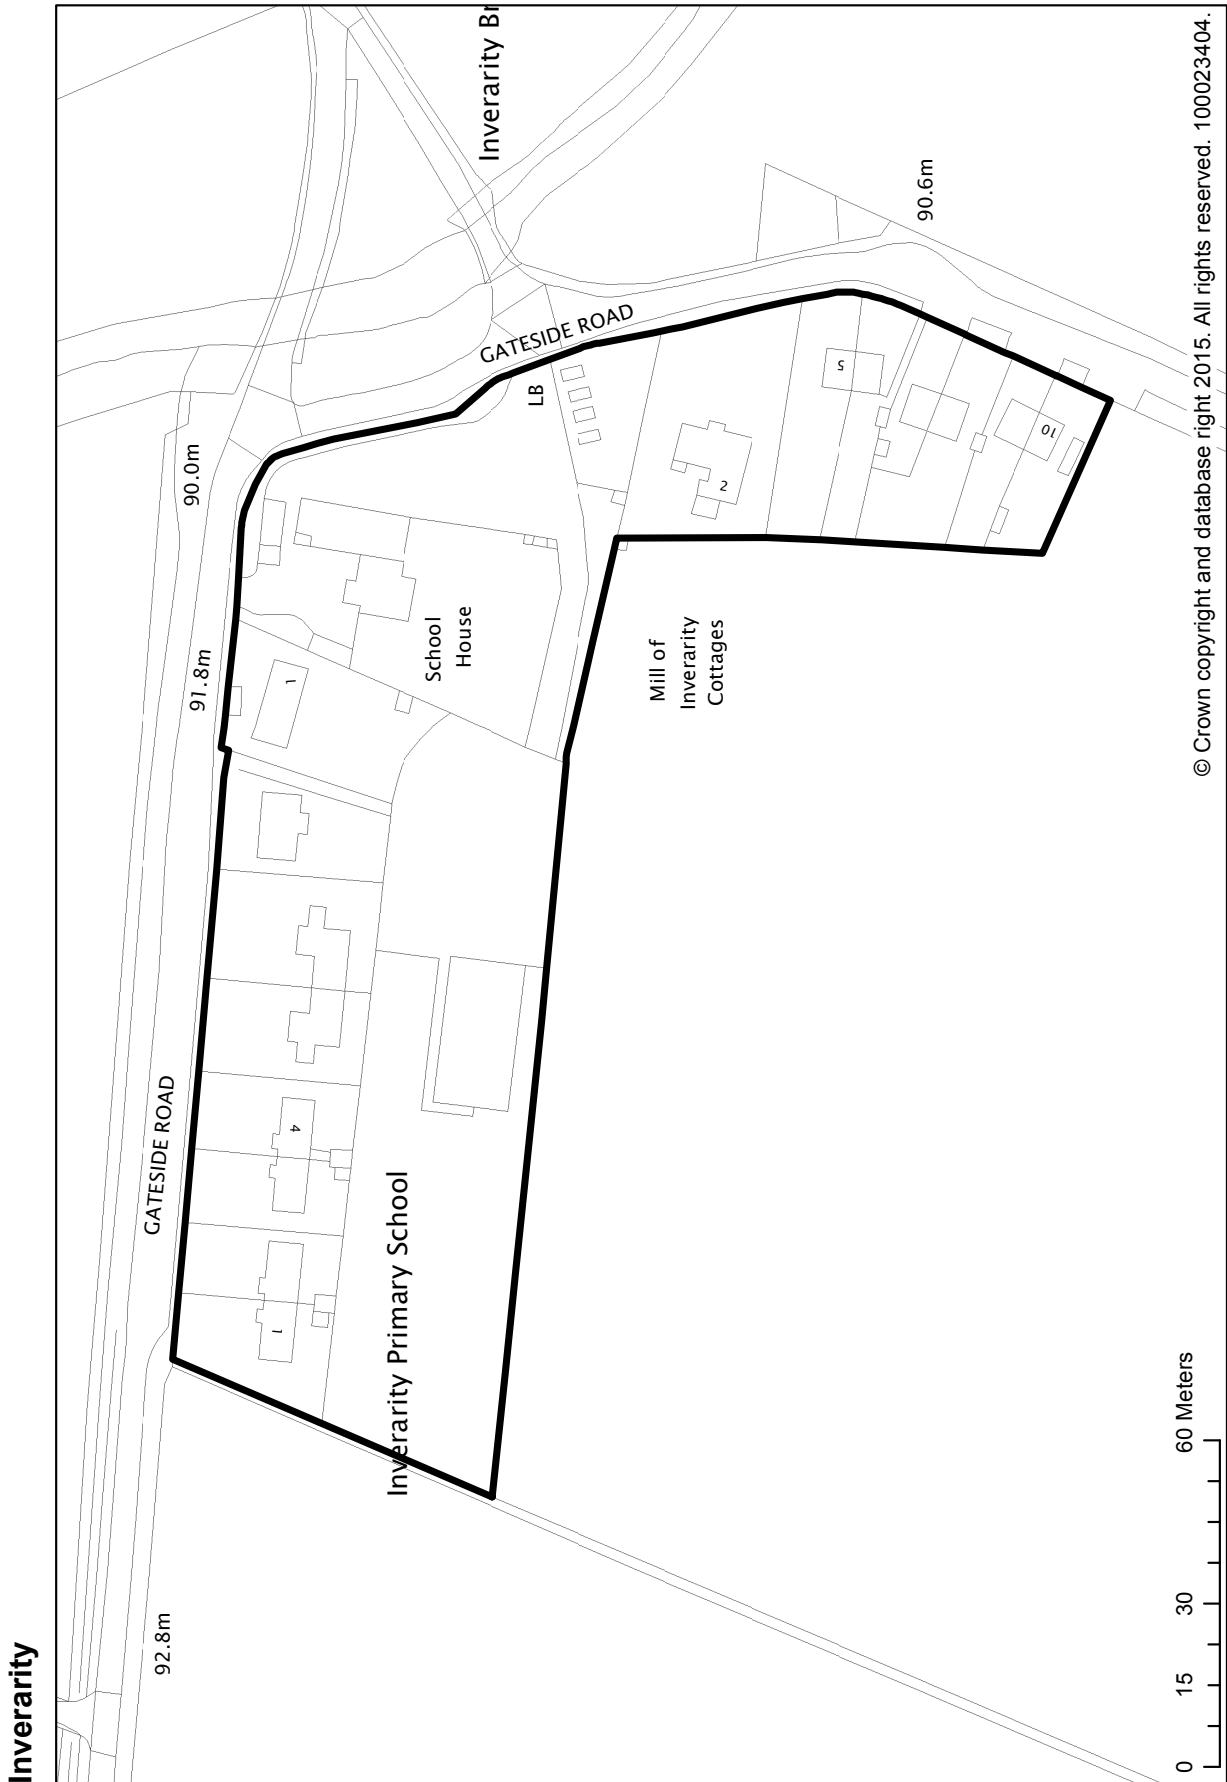 Inverarity
92.8m
GATESIDE ROAD
91.8m
90.0m
Inverarity Br
GATESIDE ROAD
LB
90.6m
School
House
1
4
1
Inverarity Primary School
Mill of
Inverarity
Cottages
2
5
10
0 15 30 60 Meters
© Crown copyright and database right 2015. All rights reserved. 100023404.